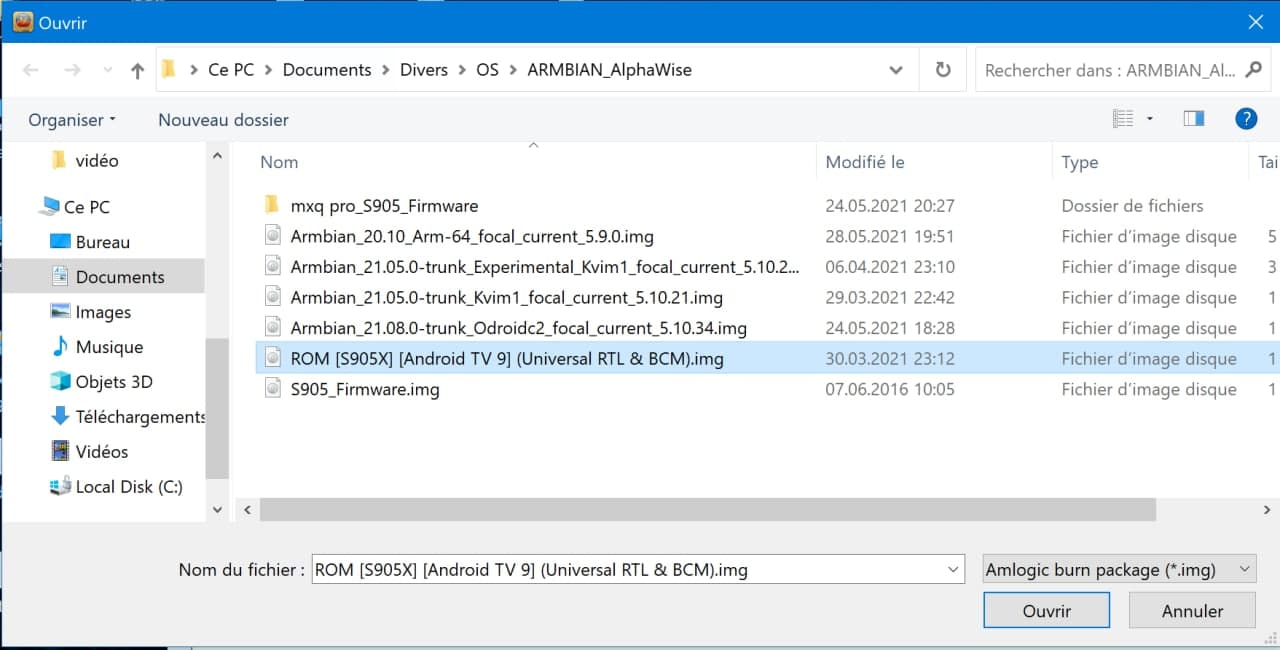 Ouvrir
Ce PC > Documents > Divers > OS > ARMBIAN_AlphaWise
Rechercher dans : ARMBIAN_Al...
Organiser
Nouveau dossier
?
vidéo
Ce PC
Bureau
Documents
Images
Musique
Objets 3D
Téléchargements
Vidéos
Local Disk (C:)
Nom Modifié le Type Tai
mxq pro_S905_Firmware 24.05.2021 20:27 Dossier de fichiers
Armbian_20.10_Arm-64_focal_current_5.9.0.img 28.05.2021 19:51 Fichier d’image disque 5
Armbian_21.05.0-trunk_Experimental_Kvim1_focal_current_5.10.2... 06.04.2021 23:10 Fichier d’image disque 3
Armbian_21.05.0-trunk_Kvim1_focal_current_5.10.21.img 29.03.2021 22:42 Fichier d’image disque 1
Armbian_21.08.0-trunk_Odroidc2_focal_current_5.10.34.img 24.05.2021 18:28 Fichier d’image disque 1
ROM [S905X] [Android TV 9] (Universal RTL & BCM).img 30.03.2021 23:12 Fichier d’image disque 1
S905_Firmware.img 07.06.2016 10:05 Fichier d’image disque 1
Nom du fichier : ROM [S905X] [Android TV 9] (Universal RTL & BCM).img Amlogic burn package (*.img)
Ouvrir Annuler